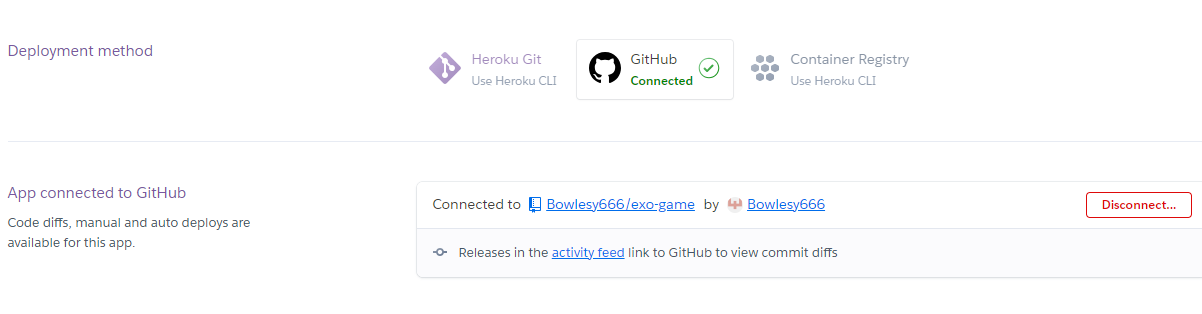 Deployment method
Heroku Git
Use Heroku CLI
GitHub
Connected
Container Registry
Use Heroku CLI
App connected to GitHub
Code diffs, manual and auto deploys are
available for this app.
Connected to Bowlesy666/exo-game by Bowlesy666
Disconnect...
Releases in the activity feed link to GitHub to view commit diffs